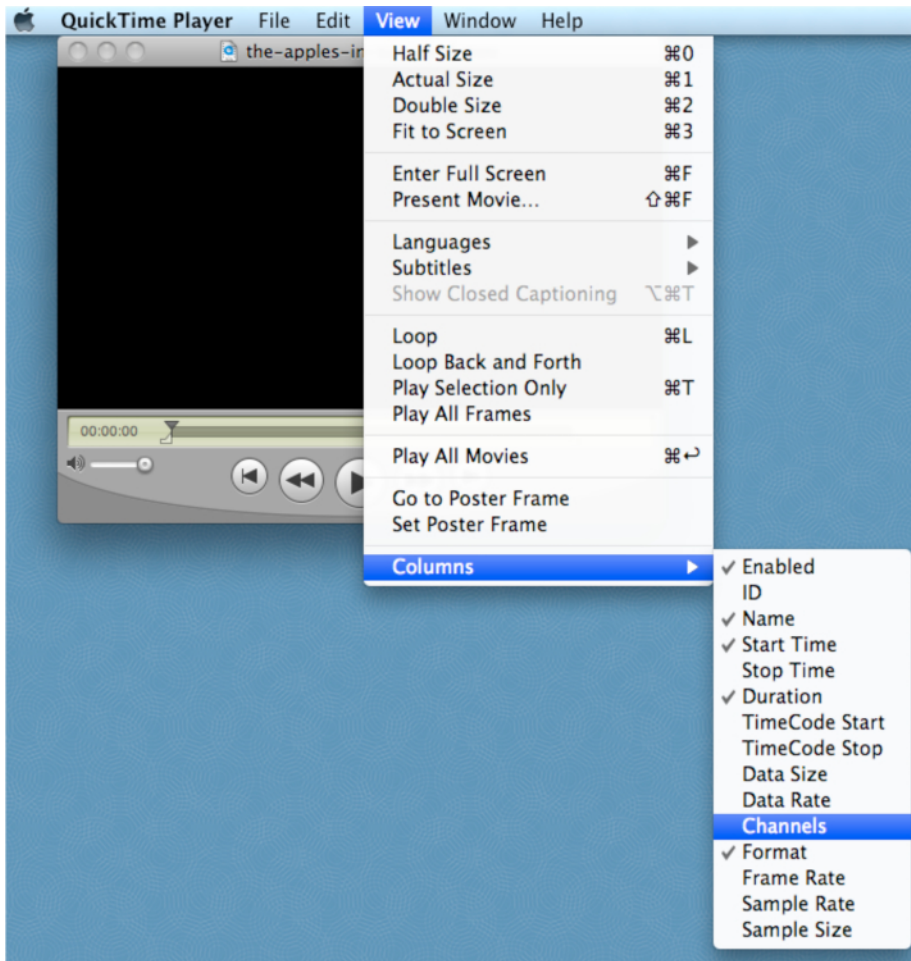 QuickTime Player File Edit View Window Help
the-apples-in
Half Size ⌘0
Actual Size ⌘1
Double Size ⌘2
Fit to Screen ⌘3
Enter Full Screen ⌘F
Present Movie... ⇧⌘F
Languages ▶
Subtitles ▶
Show Closed Captioning ⌥⌘T
Loop ⌘L
Loop Back and Forth
Play Selection Only ⌘T
Play All Frames
Play All Movies ⌘↩
Go to Poster Frame
Set Poster Frame
Columns ▶
00:00:00
✓ Enabled
ID
✓ Name
✓ Start Time
Stop Time
✓ Duration
TimeCode Start
TimeCode Stop
Data Size
Data Rate
Channels
✓ Format
Frame Rate
Sample Rate
Sample Size